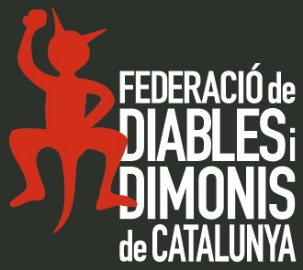 FEDERACIÓ de
DIABLES i
DIMONIS
de CATALUNYA